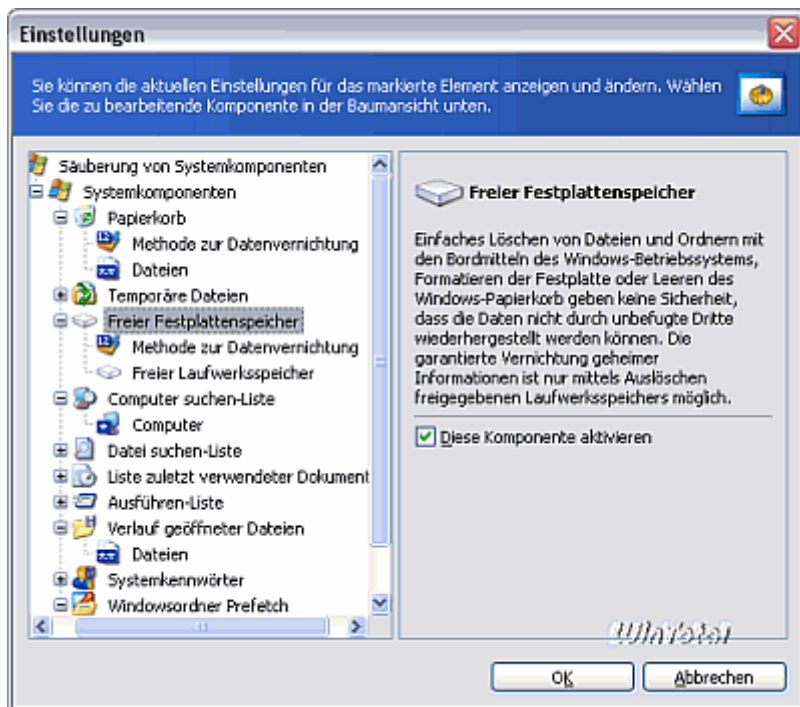 Einstellungen
Sie können die aktuellen Einstellungen für das markierte Element anzeigen und ändern. Wählen
Sie die zu bearbeitende Komponente in der Baumansicht unten.
Säuberung von Systemkomponenten
Systemkomponenten
Papierkorb
Methode zur Datenvernichtung
Dateien
Temporäre Dateien
Freier Festplattenspeicher
Methode zur Datenvernichtung
Freier Laufwerksspeicher
Computer suchen-Liste
Computer
Datei suchen-Liste
Liste zuletzt verwendeter Dokument
Ausführen-Liste
Verlauf geöffneter Dateien
Dateien
Systemkennwörter
Windowsordner Prefetch
Freier Festplattenspeicher
Einfaches Löschen von Dateien und Ordnern mit
den Bordmitteln des Windows-Betriebssystems,
Formatieren der Festplatte oder Leeren des
Windows-Papierkorb geben keine Sicherheit,
dass die Daten nicht durch unbefugte Dritte
wiederhergestellt werden können. Die
garantierte Vernichtung geheimer
Informationen ist nur mittels Auslöschen
freigegebenen Laufwerksspeichers möglich.
Diese Komponente aktivieren
WinTotal
OK
Abbrechen